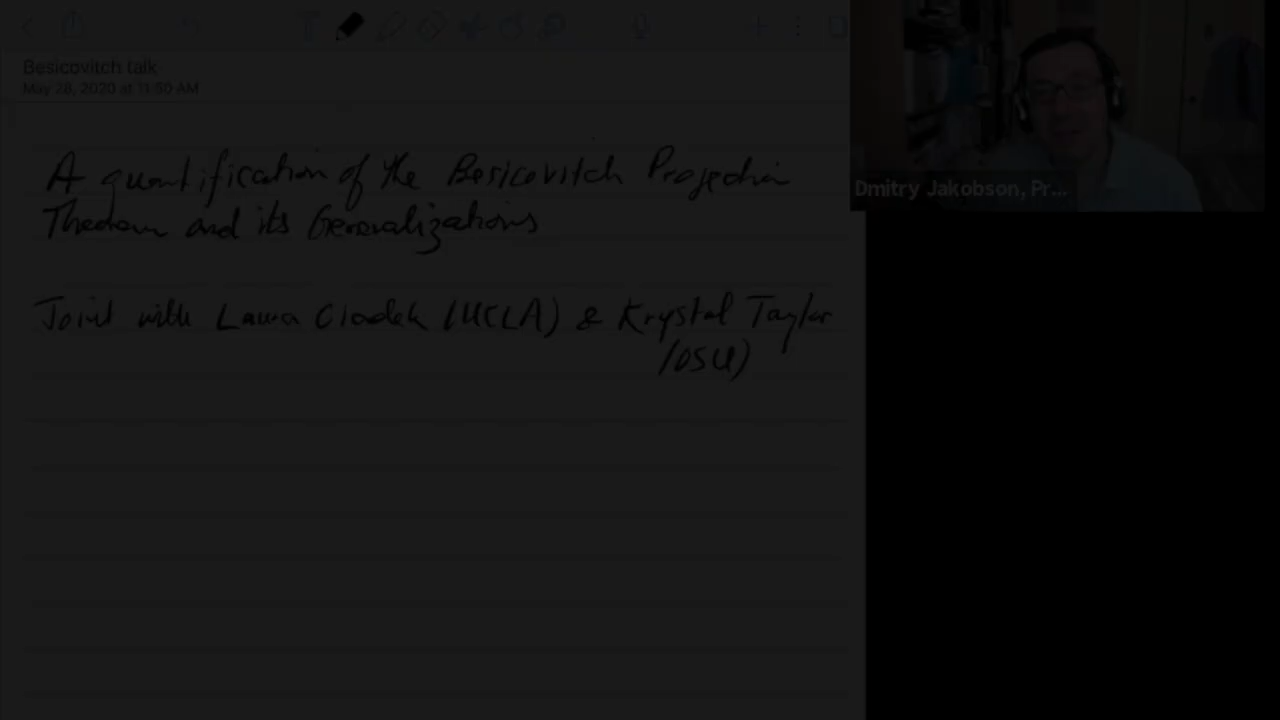 Besicovitch talk
May 28, 2020 at 11:50 AM
A quantification of the Besicovitch Projection
Theorem and its Generalizations
Joint with Laura Cladek (UCLA) & Krystal Taylor
(OSU)
Dmitry Jakobson, Pr...